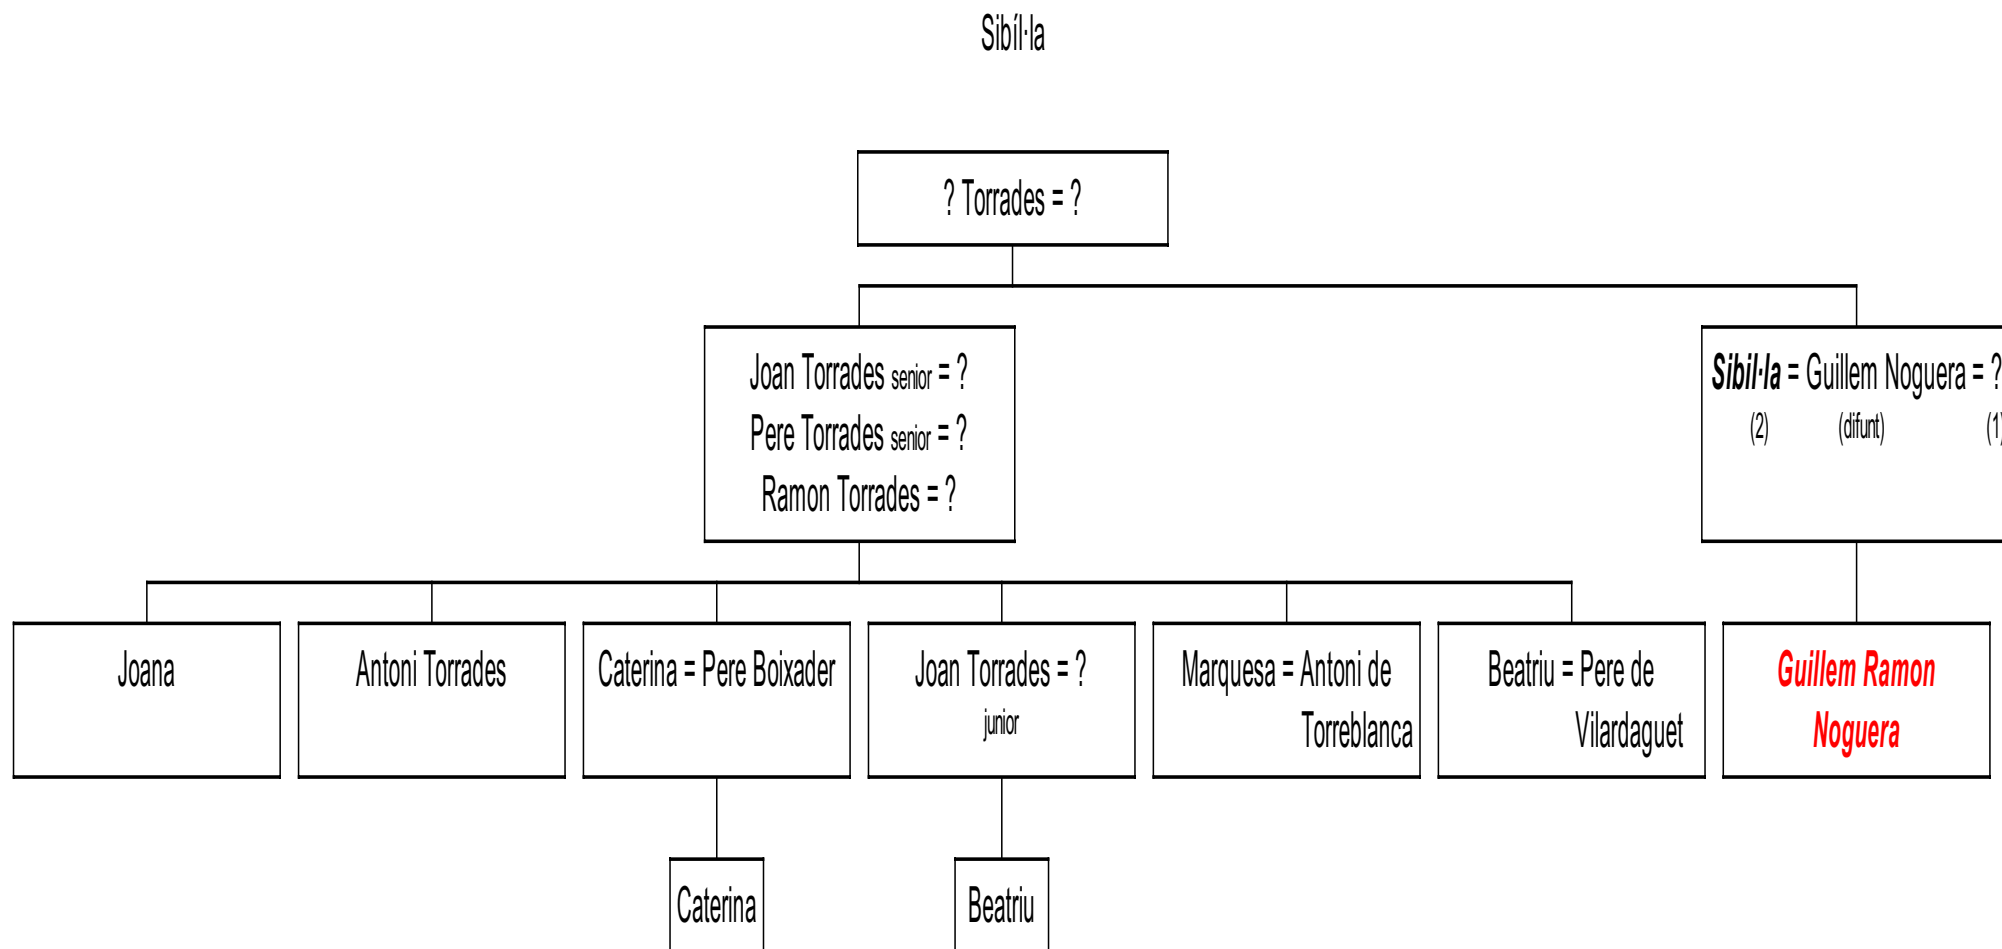 Sibíl·la
? Torrades = ?
Joan Torrades senior = ?
Pere Torrades senior = ?
Ramon Torrades = ?
Sibil·la = Guillem Noguera = ?
(2) (difunt) (1)
Joana
Antoni Torrades
Caterina = Pere Boixader
Joan Torrades = ?
junior
Marquesa = Antoni de
Torreblanca
Beatriu = Pere de
Vilardaguet
Guillem Ramon
Noguera
Caterina
Beatriu